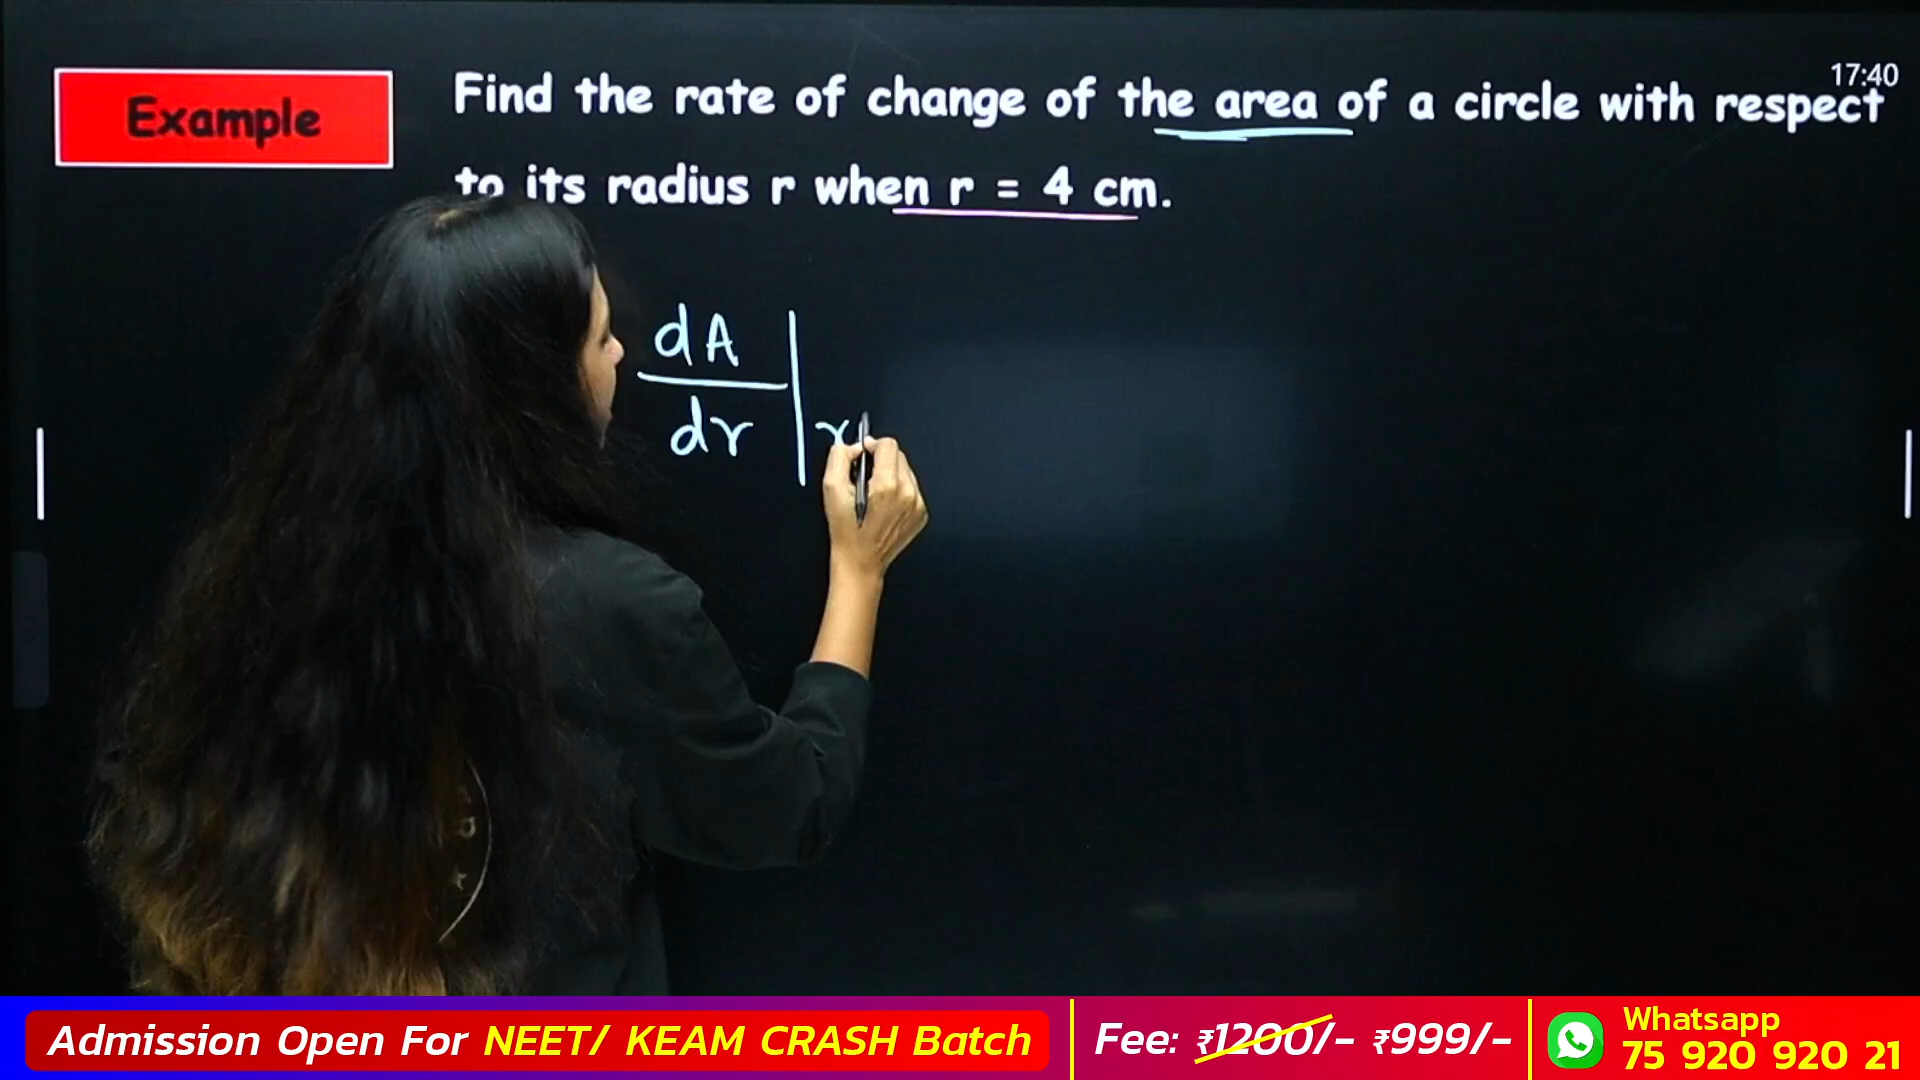 17:40
Example
Find the rate of change of the area of a circle with respect
to its radius r when r = 4 cm.
dA
dr
r
Admission Open For NEET/ KEAM CRASH Batch
Fee: ₹1200/- ₹999/-
Whatsapp
75 920 920 21